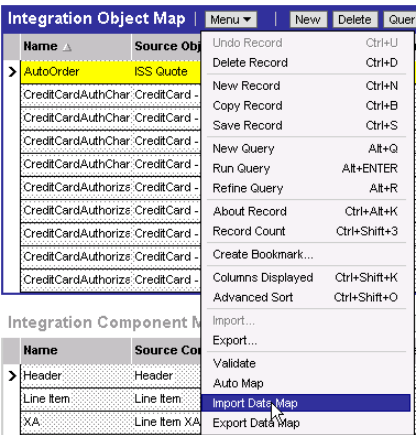 Integration Object Map | Menu ▼ | New Delete Quer
Name Source Obj
AutoOrder ISS Quote
CreditCardAuthChar CreditCard -
CreditCardAuthChar CreditCard -
CreditCardAuthChar CreditCard -
CreditCardAuthChar CreditCard -
CreditCardAuthoriza CreditCard -
CreditCardAuthoriza CreditCard -
CreditCardAuthoriza CreditCard -
CreditCardAuthoriza CreditCard -
CreditCardAuthoriza CreditCard -
Undo Record Ctrl+U
Delete Record Ctrl+D
New Record Ctrl+N
Copy Record Ctrl+B
Save Record Ctrl+S
New Query Alt+Q
Run Query Alt+ENTER
Refine Query Alt+R
About Record Ctrl+Alt+K
Record Count Ctrl+Shift+3
Create Bookmark...
Columns Displayed Ctrl+Shift+K
Advanced Sort Ctrl+Shift+O
Import...
Export...
Validate
Auto Map
Import Data Map
Export Data Map
Integration Component M
Name Source Co
Header Header
Line Item Line Item
XA Line Item XA